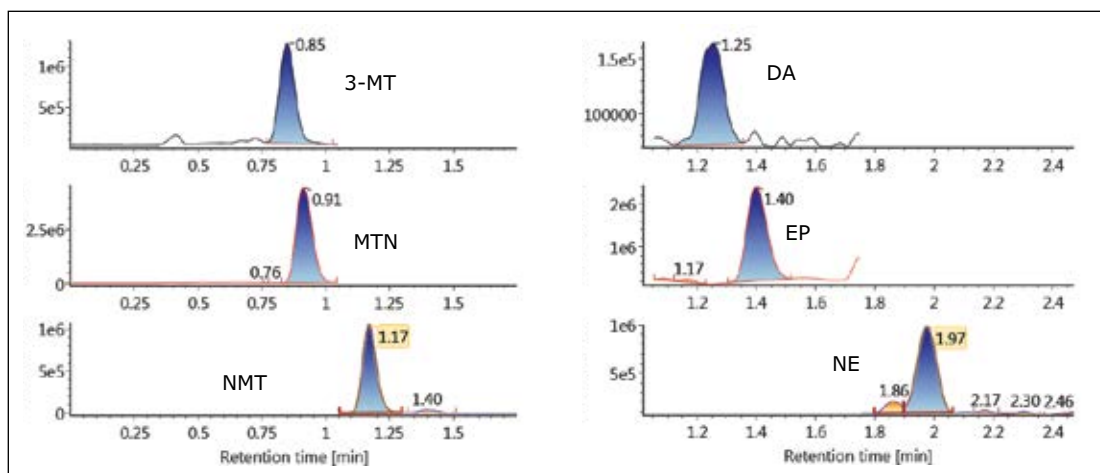 0.85
1e6
5e5
3-MT
0.25 0.5 0.75 1 1.25 1.5
0.91
2.5e6
MTN
0.76
0
0.25 0.5 0.75 1 1.25 1.5
1e6
1.17
5e5
NMT
1.40
0
0.25 0.5 0.75 1 1.25 1.5
Retention time [min]
1.25
1.5e5
DA
100000
1.2 1.4 1.6 1.8 2 2.2 2.4
2e6
1.40
EP
1e6
1.17
1.2 1.4 1.6 1.8 2 2.2 2.4
1e6
1.97
NE
5e5
1.86
2.17 2.30 2.46
1.2 1.4 1.6 1.8 2 2.2 2.4
Retention time [min]